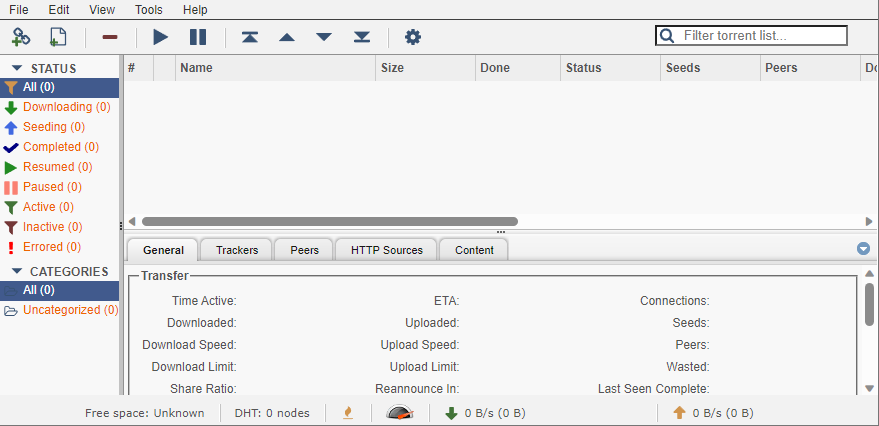 File Edit View Tools Help
Filter torrent list...
STATUS
All (0)
Downloading (0)
Seeding (0)
Completed (0)
Resumed (0)
Paused (0)
Active (0)
Inactive (0)
Errored (0)
CATEGORIES
All (0)
Uncategorized (0)
# Name Size Done Status Seeds Peers Do
General Trackers Peers HTTP Sources Content
Transfer
Time Active: ETA: Connections:
Downloaded: Uploaded: Seeds:
Download Speed: Upload Speed: Peers:
Download Limit: Upload Limit: Wasted:
Share Ratio: Reannounce In: Last Seen Complete:
Free space: Unknown DHT: 0 nodes 0 B/s (0 B) 0 B/s (0 B)